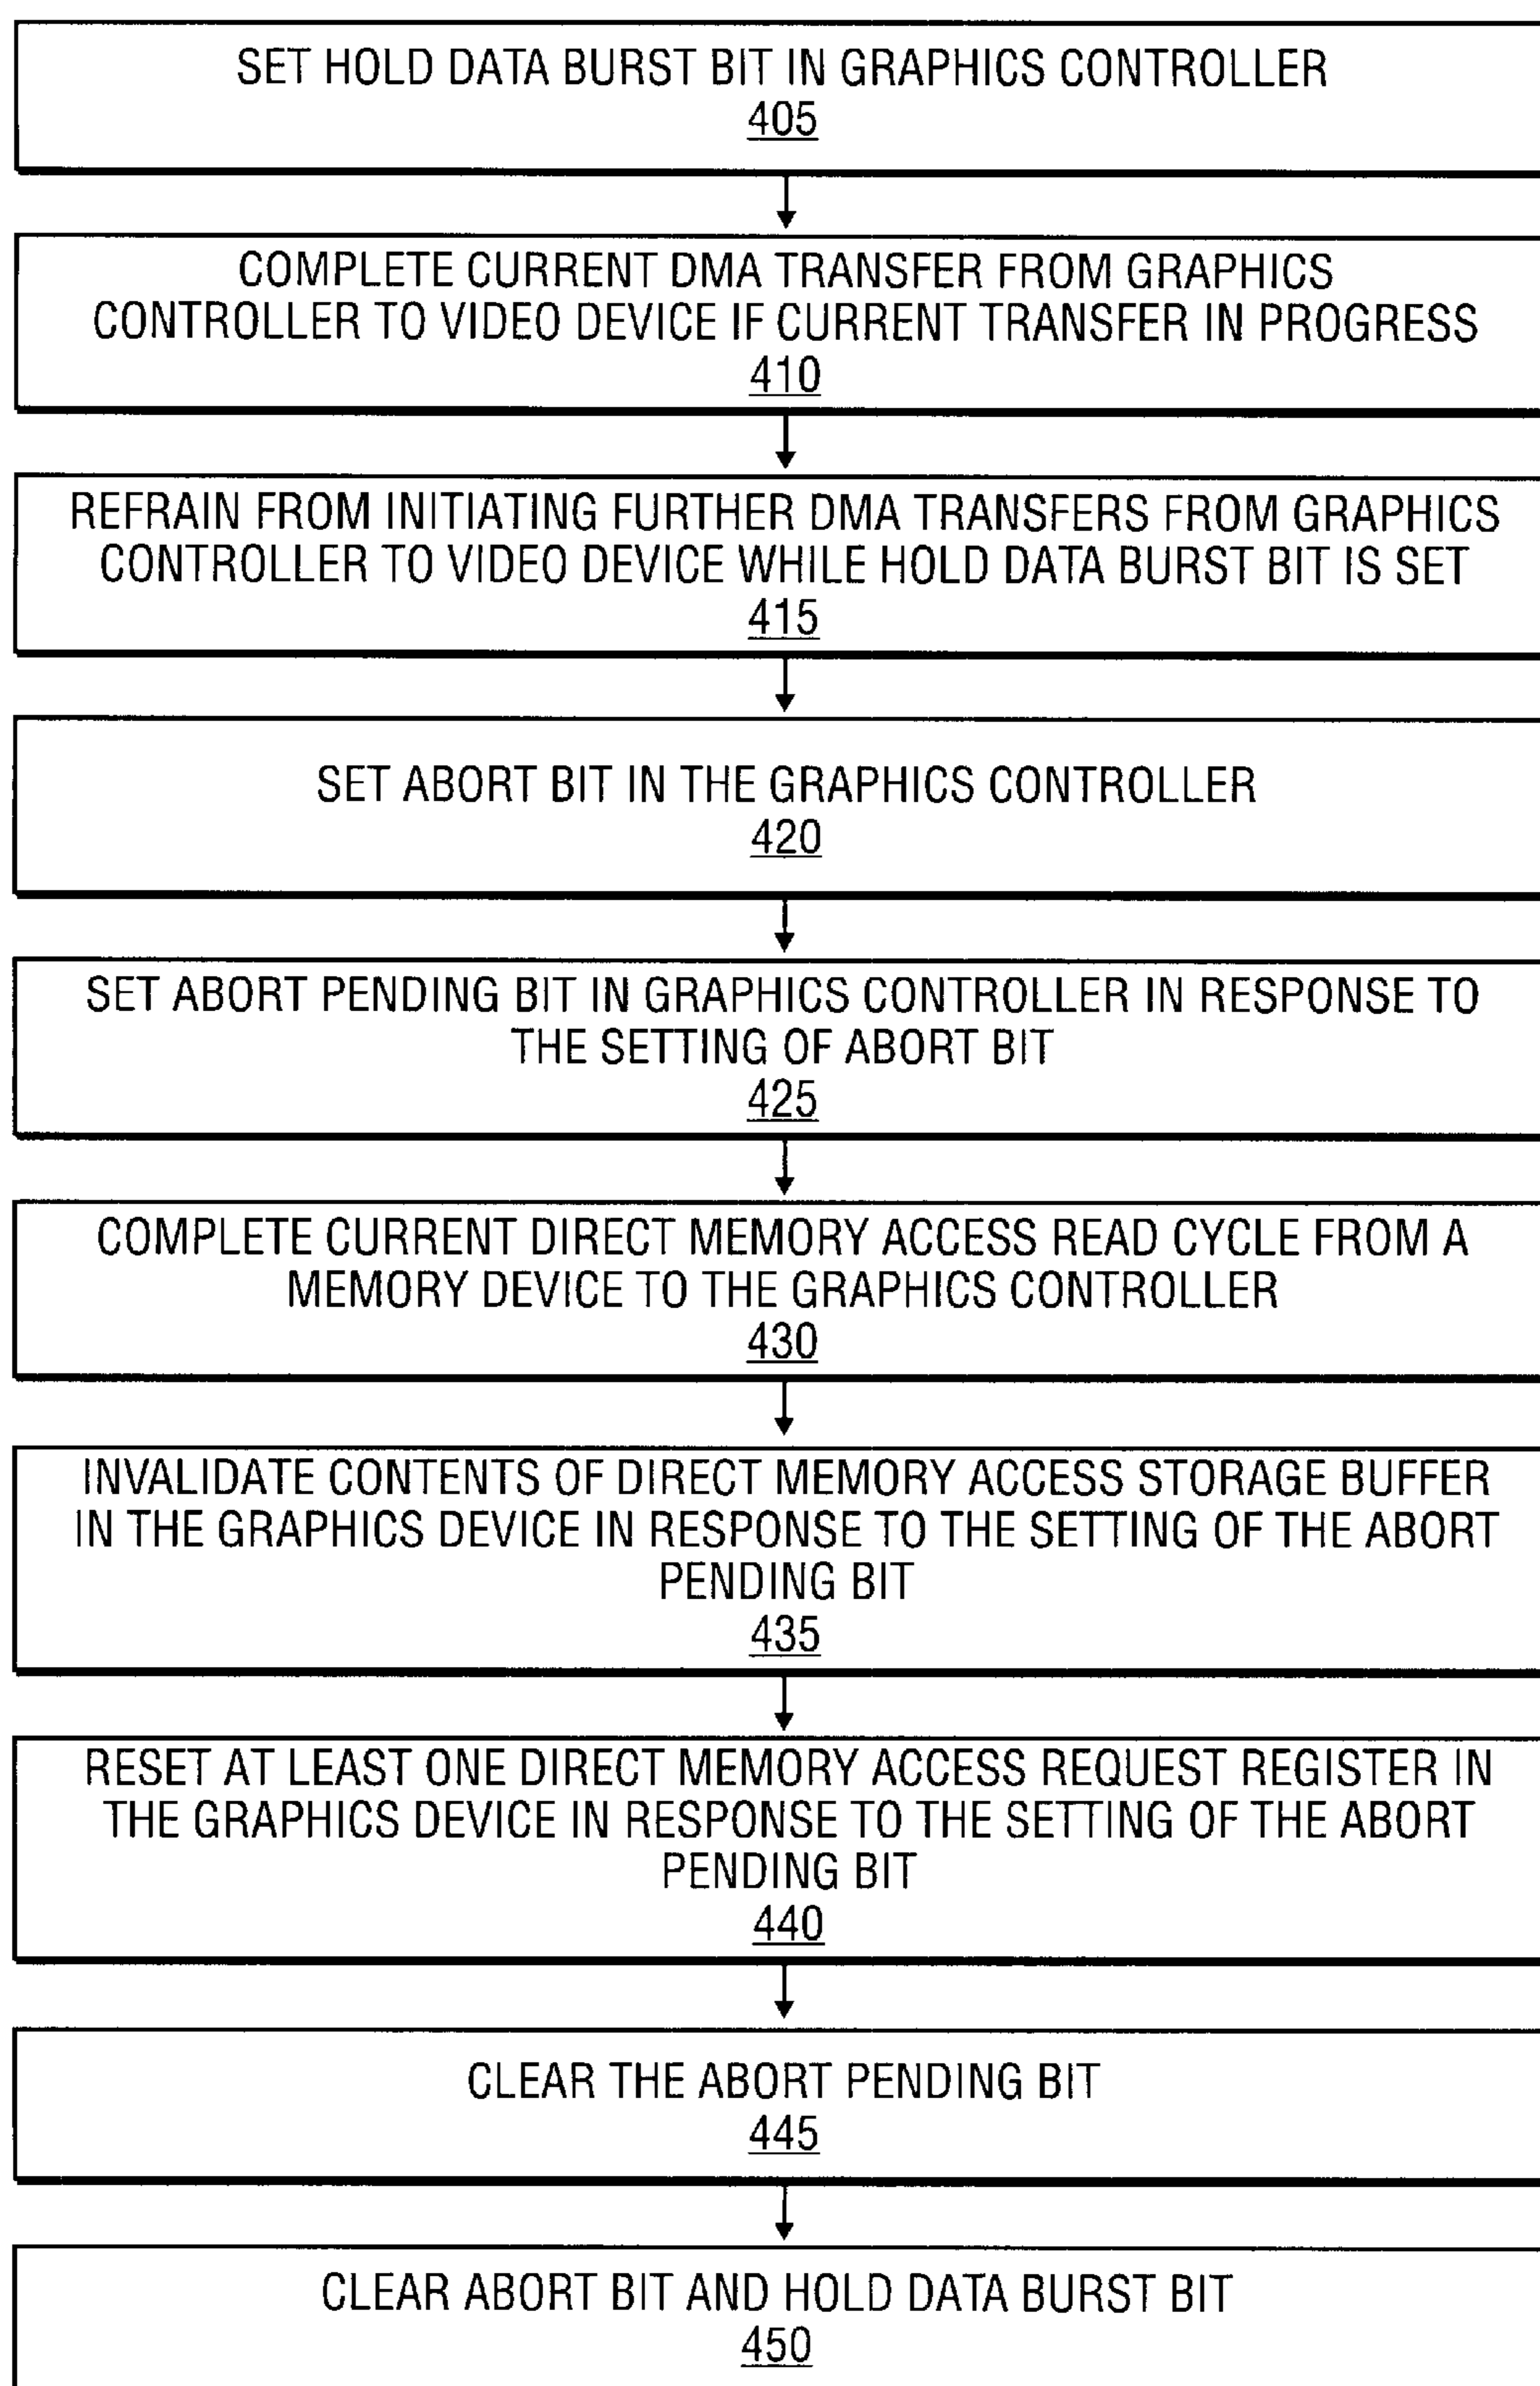 SET HOLD DATA BURST BIT IN GRAPHICS CONTROLLER
405
COMPLETE CURRENT DMA TRANSFER FROM GRAPHICS
CONTROLLER TO VIDEO DEVICE IF CURRENT TRANSFER IN PROGRESS
410
REFRAIN FROM INITIATING FURTHER DMA TRANSFERS FROM GRAPHICS
CONTROLLER TO VIDEO DEVICE WHILE HOLD DATA BURST BIT IS SET
415
SET ABORT BIT IN THE GRAPHICS CONTROLLER
420
SET ABORT PENDING BIT IN GRAPHICS CONTROLLER IN RESPONSE TO
THE SETTING OF ABORT BIT
425
COMPLETE CURRENT DIRECT MEMORY ACCESS READ CYCLE FROM A
MEMORY DEVICE TO THE GRAPHICS CONTROLLER
430
INVALIDATE CONTENTS OF DIRECT MEMORY ACCESS STORAGE BUFFER
IN THE GRAPHICS DEVICE IN RESPONSE TO THE SETTING OF THE ABORT
PENDING BIT
435
RESET AT LEAST ONE DIRECT MEMORY ACCESS REQUEST REGISTER IN
THE GRAPHICS DEVICE IN RESPONSE TO THE SETTING OF THE ABORT
PENDING BIT
440
CLEAR THE ABORT PENDING BIT
445
CLEAR ABORT BIT AND HOLD DATA BURST BIT
450